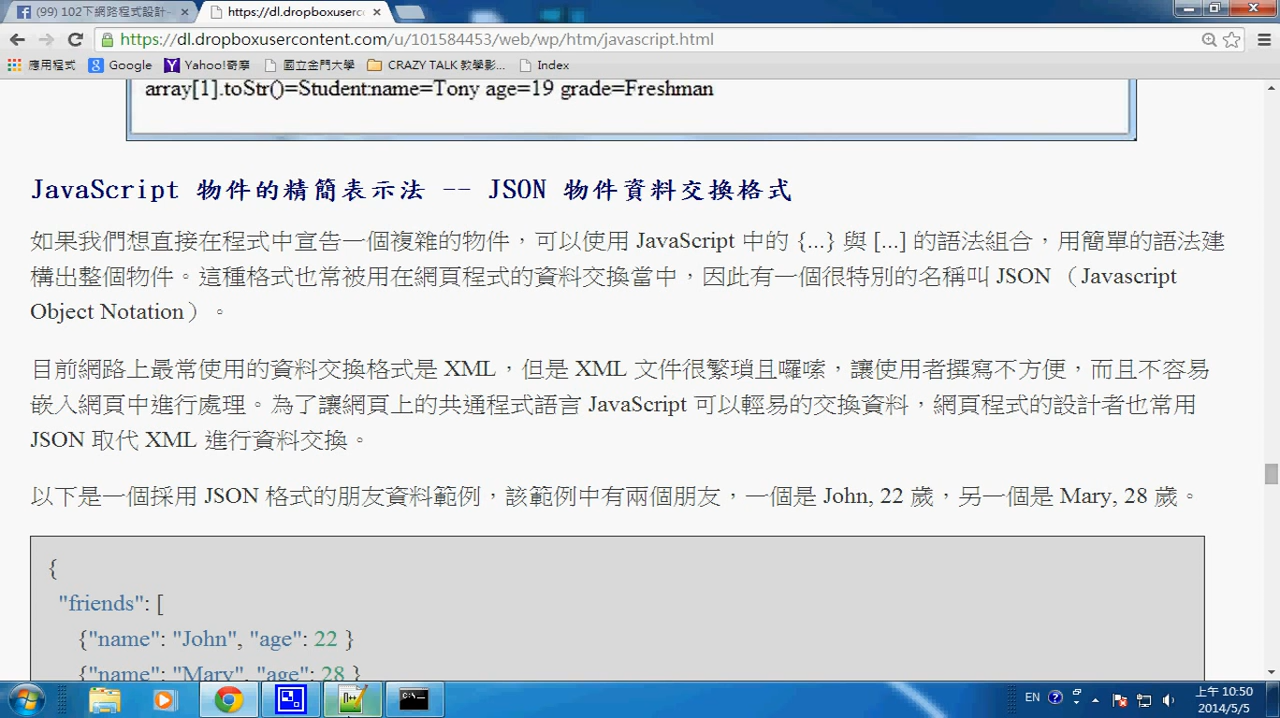 (99) 102下網路程式設計-
https://dl.dropboxuserc
https://dl.dropboxusercontent.com/u/101584453/web/wp/htm/javascript.html
應用程式 Google Yahoo!奇摩 國立金門大學 CRAZY TALK 教學影... Index
array[1].toStr()=Student:name=Tony age=19 grade=Freshman
JavaScript 物件的精簡表示法 -- JSON 物件資料交換格式
如果我們想直接在程式中宣告一個複雜的物件，可以使用 JavaScript 中的 {...} 與 [...] 的語法組合，用簡單的語法建
構出整個物件。這種格式也常被用在網頁程式的資料交換當中，因此有一個很特別的名稱叫 JSON （Javascript
Object Notation）。
目前網路上最常使用的資料交換格式是 XML，但是 XML 文件很繁瑣且囉嗦，讓使用者撰寫不方便，而且不容易
嵌入網頁中進行處理。為了讓網頁上的共通程式語言 JavaScript 可以輕易的交換資料，網頁程式的設計者也常用
JSON 取代 XML 進行資料交換。
以下是一個採用 JSON 格式的朋友資料範例，該範例中有兩個朋友，一個是 John, 22 歲，另一個是 Mary, 28 歲。
{
"friends": [
{"name": "John", "age": 22 }
{"name": "Mary", "age": 28 }
EN
上午 10:50
2014/5/5